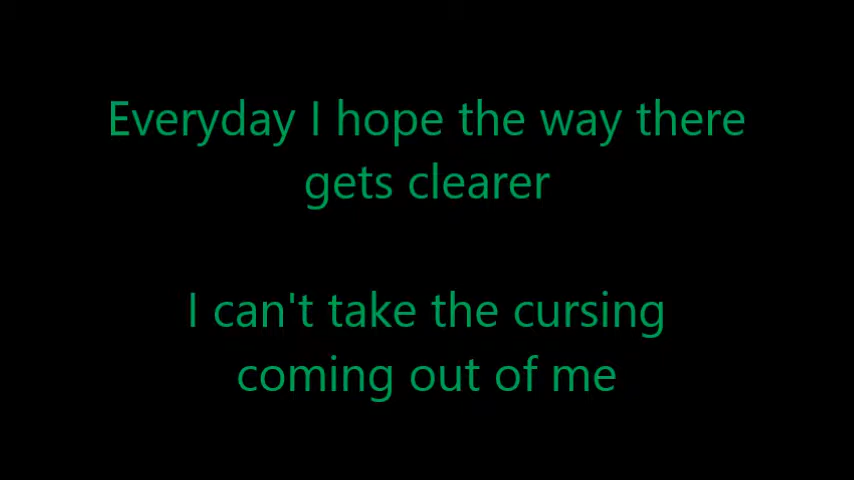 Everyday I hope the way there
gets clearer
I can't take the cursing
coming out of me